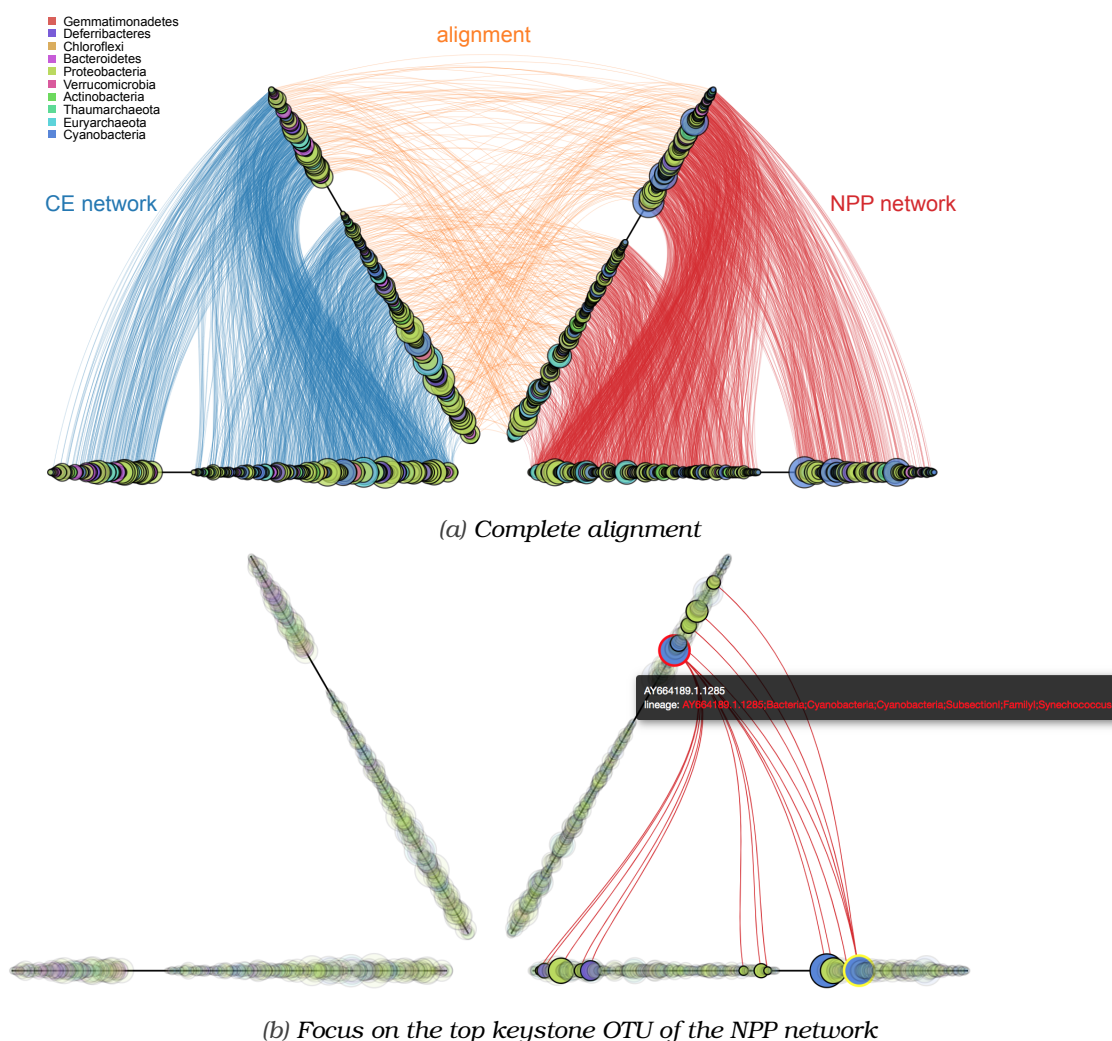 Gemmatimonadetes
Deferribacteres
Chloroflexi
Bacteroidetes
Proteobacteria
Verrucomicrobia
Actinobacteria
Thaumarchaeota
Euryarchaeota
Cyanobacteria
alignment
CE network
NPP network
(a) Complete alignment
AY664189.1.1285
lineage: AY664189.1.1285;Bacteria;Cyanobacteria;Cyanobacteria;SubsectionI;FamilyI;Synechococcus
(b) Focus on the top keystone OTU of the NPP network